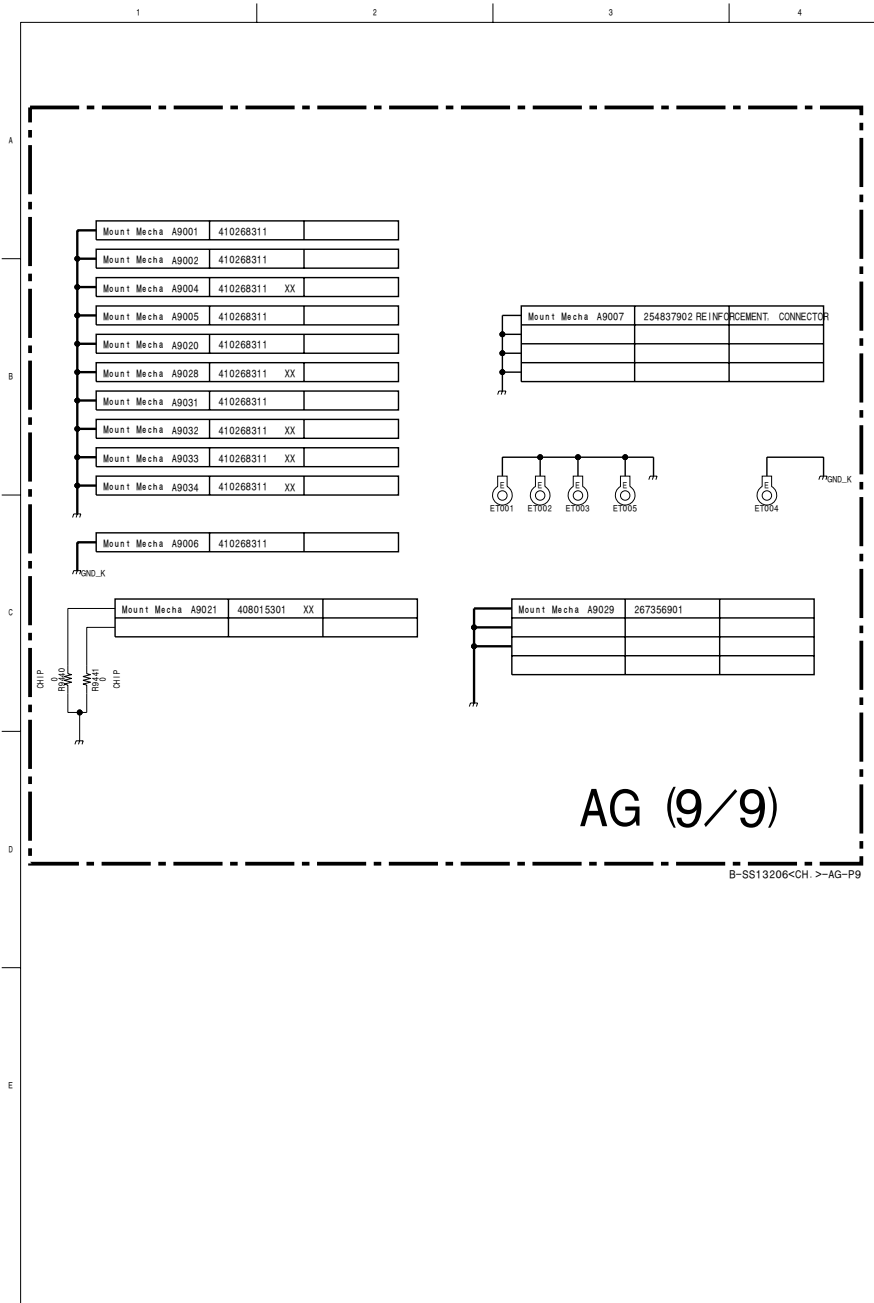 1 2 3 4
A
Mount Mecha A9001 410268311
Mount Mecha A9002 410268311
Mount Mecha A9004 410268311 XX
Mount Mecha A9005 410268311
Mount Mecha A9007 254837902 REINFORCEMENT, CONNECTOR
Mount Mecha A9020 410268311
B
Mount Mecha A9028 410268311 XX
Mount Mecha A9031 410268311
Mount Mecha A9032 410268311 XX
Mount Mecha A9033 410268311 XX
Mount Mecha A9034 410268311 XX
E E E E E
GND_K
ET001 ET002 ET003 ET005 ET004
Mount Mecha A9006 410268311
GND_K
C
Mount Mecha A9021 408015301 XX
Mount Mecha A9029 267356901
CHIP
0
R9440
R9441
0
CHIP
AG (9/9)
D
B-SS13206<CH.>-AG-P9
E